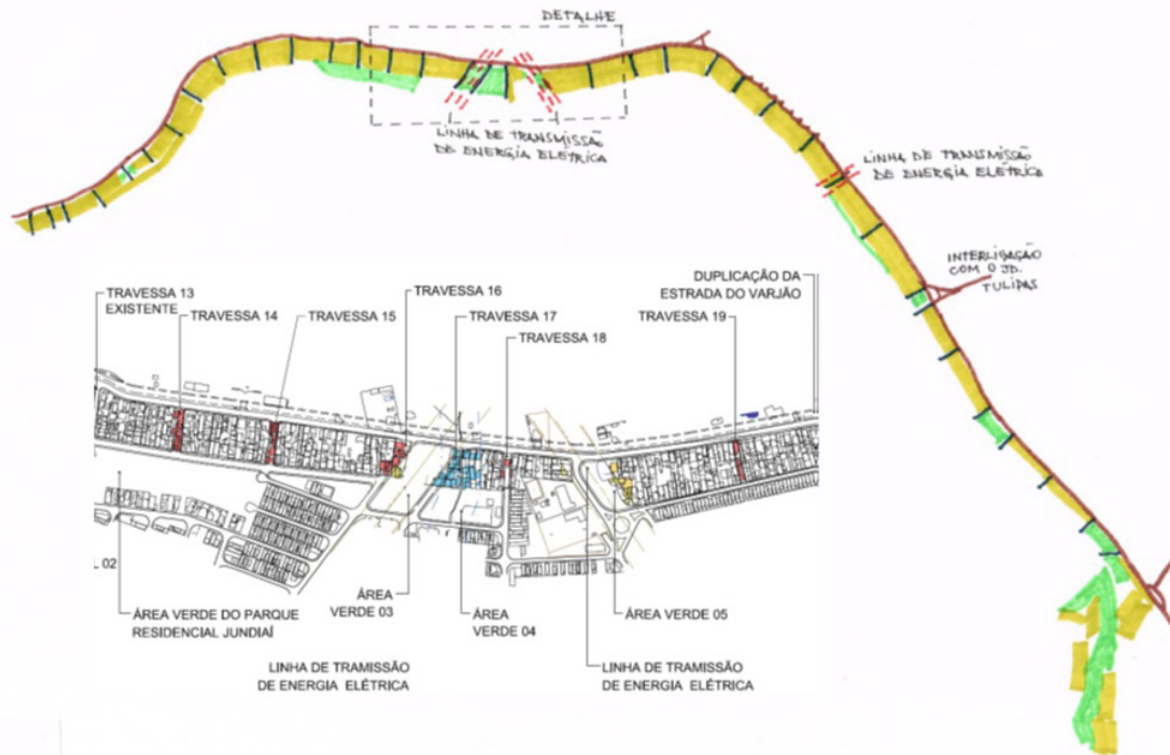 DETALHE
LINHA DE TRANSMISSÃO
DE ENERGIA ELÉTRICA
LINHA DE TRANSMISSÃO
DE ENERGIA ELÉTRICA
INTERLIGAÇÃO
COM O JD.
TULIPAS
TRAVESSA 13
EXISTENTE
TRAVESSA 14
TRAVESSA 15
TRAVESSA 16
TRAVESSA 17
TRAVESSA 18
DUPLICAÇÃO DA
ESTRADA DO VARJÃO
TRAVESSA 19
L 02
ÁREA VERDE DO PARQUE
RESIDENCIAL JUNDIAÍ
ÁREA
VERDE 03
ÁREA
VERDE 04
ÁREA VERDE 05
LINHA DE TRAMISSÃO
DE ENERGIA ELÉTRICA
LINHA DE TRAMISSÃO
DE ENERGIA ELÉTRICA